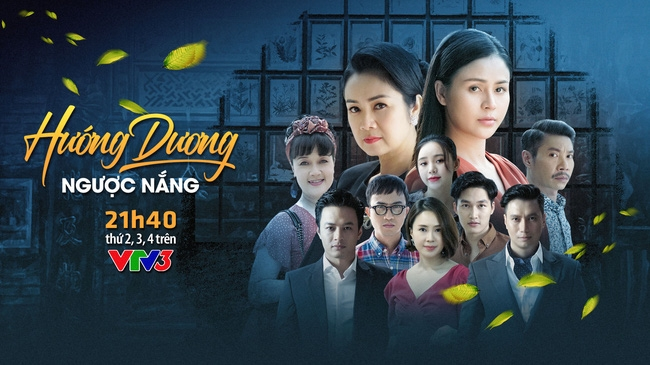 Hướng Dương
NGƯỢC NẮNG
21h40
thứ 2, 3, 4 trên
VTV3